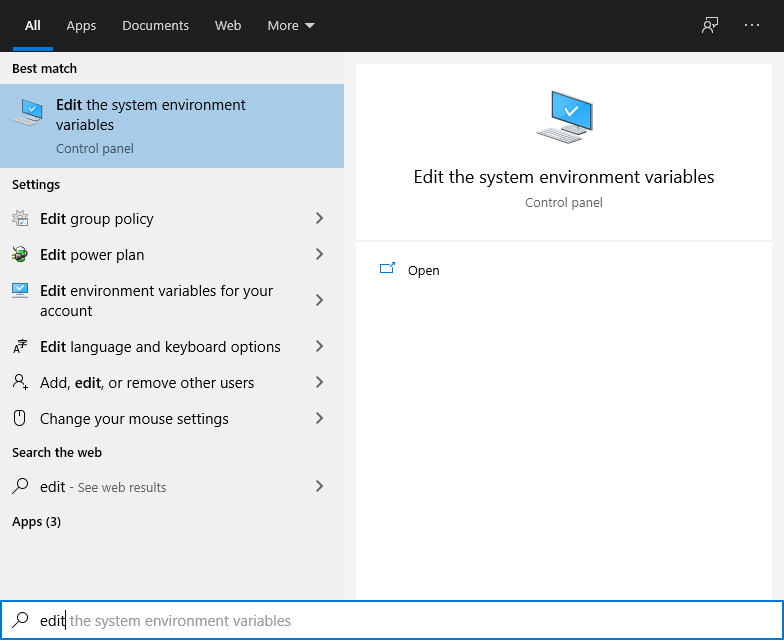 All Apps Documents Web More
Best match
Edit the system environment
variables
Control panel
Settings
Edit group policy
Edit power plan
Edit environment variables for your
account
Edit language and keyboard options
Add, edit, or remove other users
Change your mouse settings
Search the web
edit - See web results
Apps (3)
Edit the system environment variables
Control panel
Open
edit the system environment variables